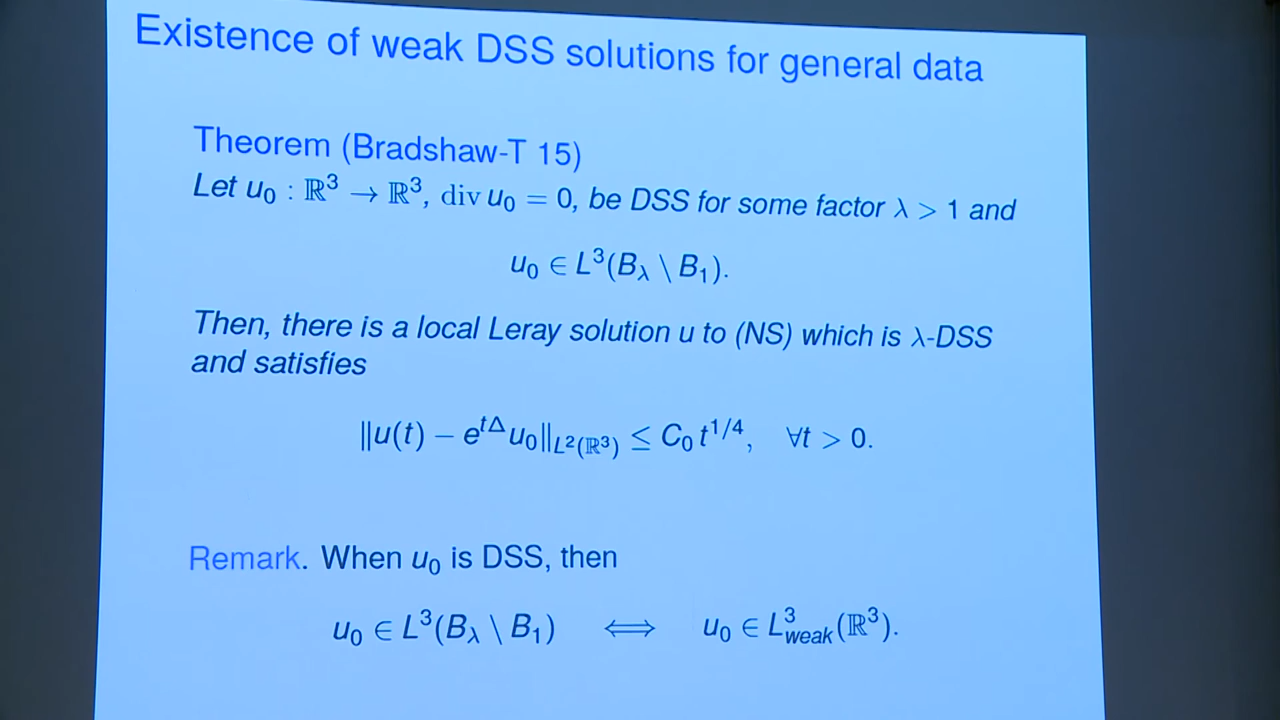 Existence of weak DSS solutions for general data
Theorem (Bradshaw-T 15)
Let u₀ : ℝ³ → ℝ³, div u₀ = 0, be DSS for some factor λ > 1 and
u₀ ∈ L³(B_λ \ B₁).
Then, there is a local Leray solution u to (NS) which is λ-DSS
and satisfies
‖u(t) − e^{tΔ}u₀‖_{L²(ℝ³)} ≤ C₀ t^{1/4}, ∀t > 0.
Remark. When u₀ is DSS, then
u₀ ∈ L³(B_λ \ B₁) ⟺ u₀ ∈ L³_{weak}(ℝ³).